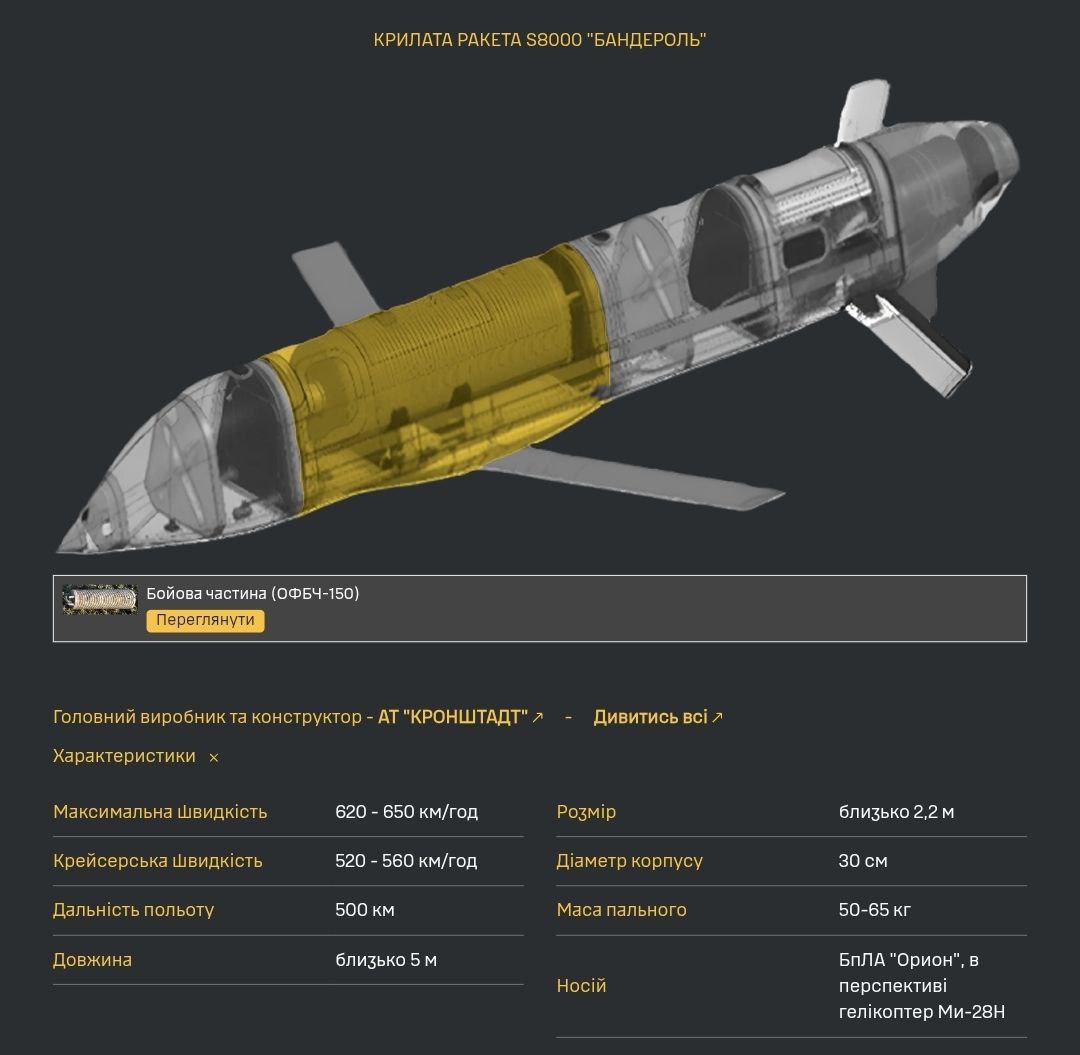 КРИЛАТА РАКЕТА S8000 "БАНДЕРОЛЬ"
Бойова частина (ОФБЧ-150)
Переглянути
Головний виробник та конструктор - АТ "КРОНШТАДТ" ↗ - Дивитись всі ↗
Характеристики ×
Максимальна швидкість 620 - 650 км/год
Крейсерська швидкість 520 - 560 км/год
Дальність польоту 500 км
Довжина близько 5 м
Розмір близько 2,2 м
Діаметр корпусу 30 см
Маса пального 50-65 кг
Носій БпЛА "Орион", в
перспективі
гелікоптер Ми-28Н